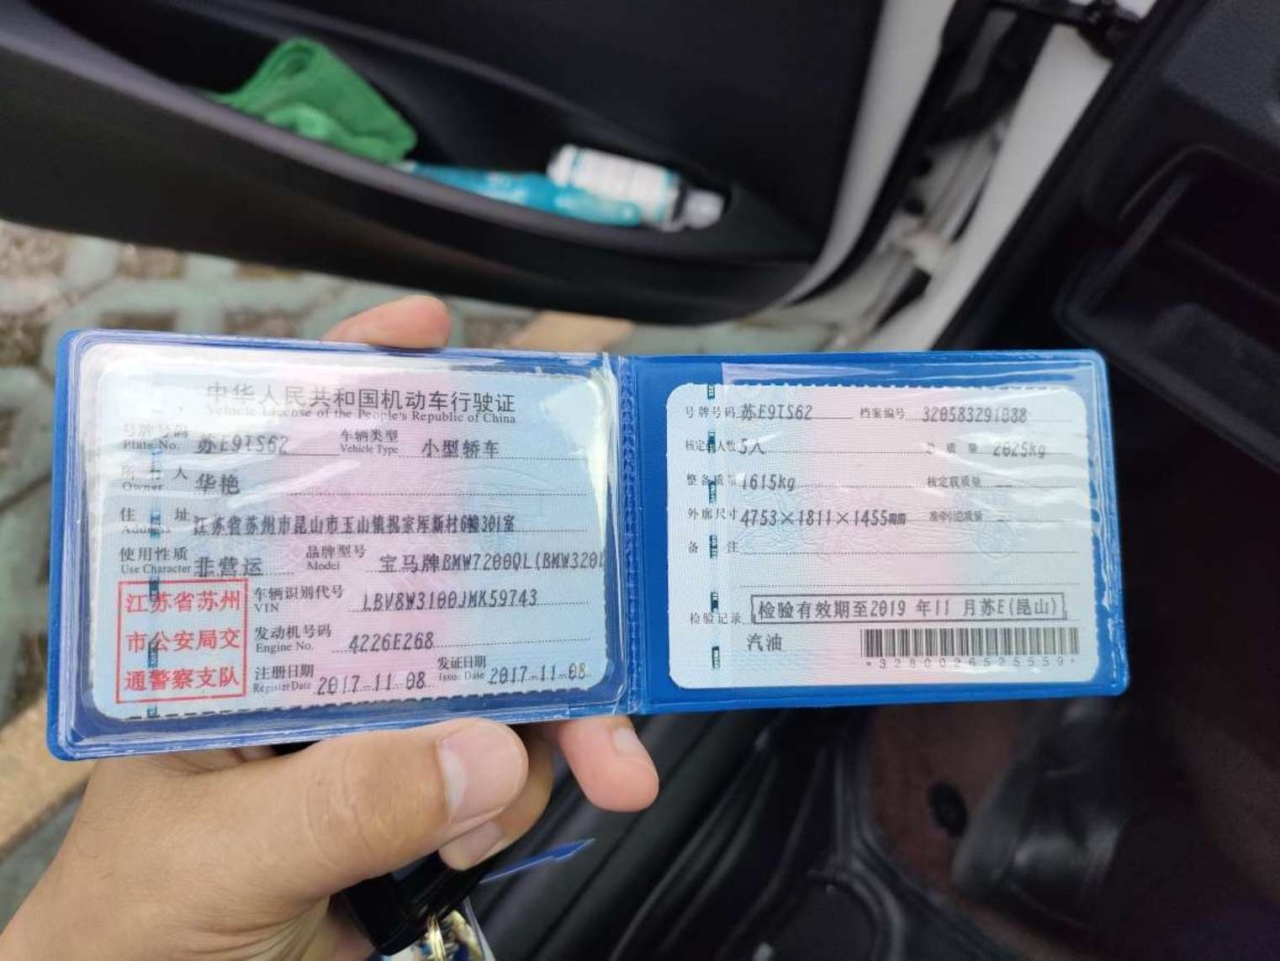 中华人民共和国机动车行驶证
Vehicle License of the People's Republic of China
号牌号码 苏E9TS62 车辆类型 小型轿车
Plate No. Vehicle Type
所 人 华艳
Owner
住 址 江苏省苏州市昆山市玉山镇 家厍新村6幢301室
Address
使用性质 非营运 品牌型号 宝马牌BMW7200QL(BMW320L
Use Character Model
江苏省苏州
市公安局交
通警察支队
车辆识别代号 LBV8W3100JMK59743
VIN
发动机号码 4226E268
Engine No.
注册日期 2017-11-08 发证日期 2017-11-08
Register Date Issue Date
号牌号码 苏E9TS62 档案编号 320583291088
核定 人数 5人 总质量 2025kg
整备质量 1615kg 核定载质量 --
外廓尺寸 4753×1811×1455 准牵引总质量 --
备 注
检验记录 检验有效期至2019 年11 月苏E(昆山)
汽油
*3280026525559*